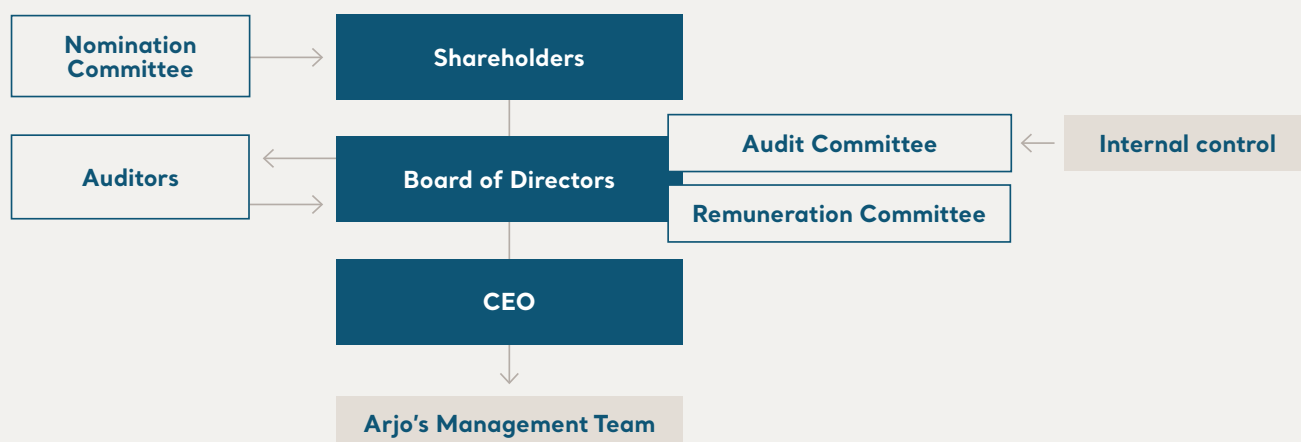 Nomination
Committee
Shareholders
Audit Committee
Internal control
Auditors
Board of Directors
Remuneration Committee
CEO
Arjo's Management Team